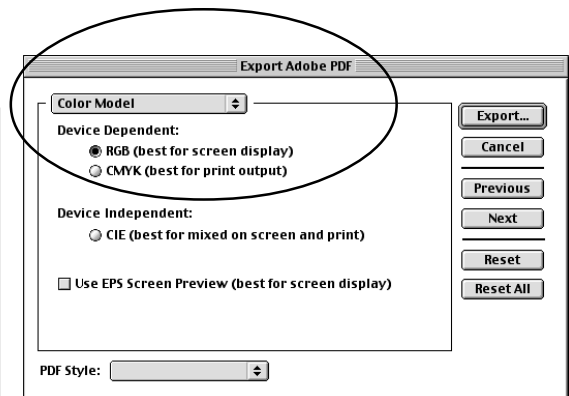 Export Adobe PDF
Color Model
Device Dependent:
RGB (best for screen display)
CMYK (best for print output)
Device Independent:
CIE (best for mixed on screen and print)
Use EPS Screen Preview (best for screen display)
PDF Style:
Export...
Cancel
Previous
Next
Reset
Reset All